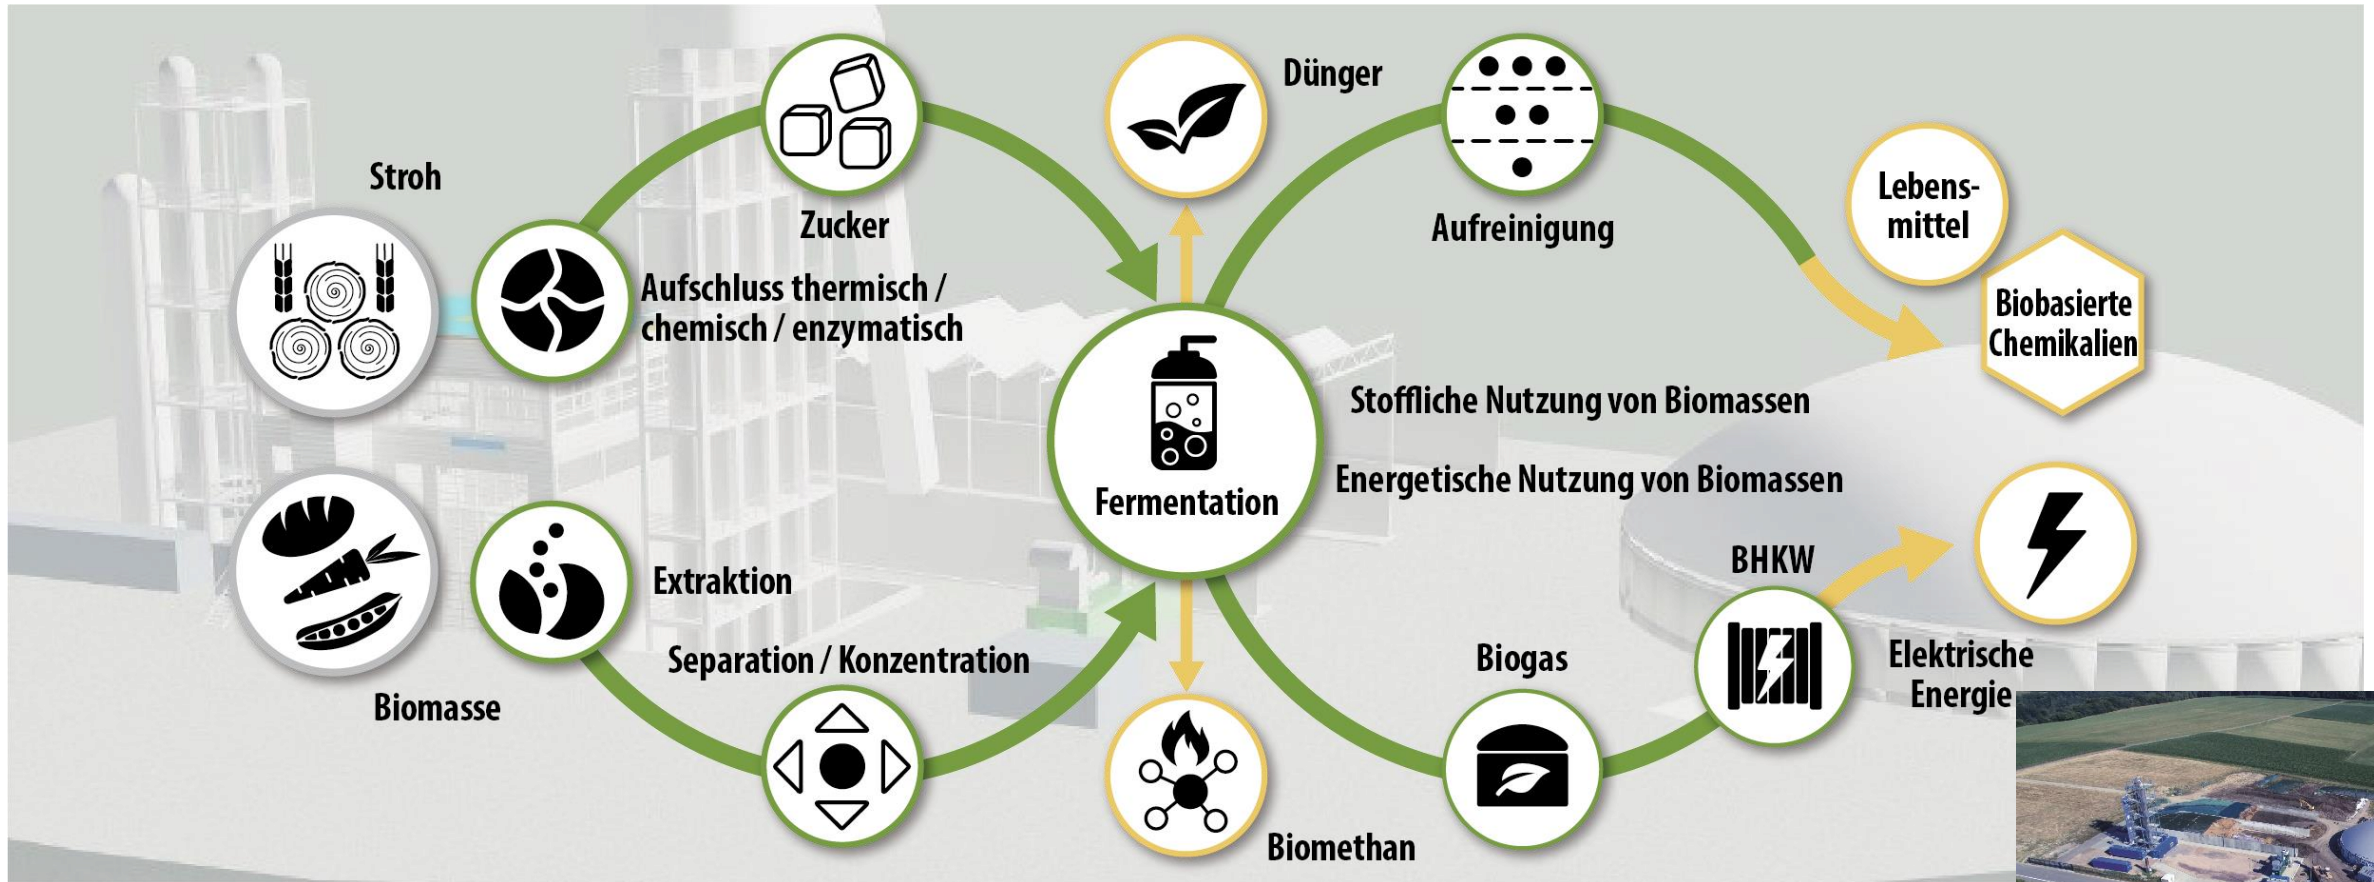 Stroh
Zucker
Aufschluss thermisch /
chemisch / enzymatisch
Biomasse
Extraktion
Separation / Konzentration
Dünger
Fermentation
Biomethan
Aufreinigung
Stoffliche Nutzung von Biomassen
Energetische Nutzung von Biomassen
Lebens-
mittel
Biobasierte
Chemikalien
Biogas
BHKW
Elektrische
Energie